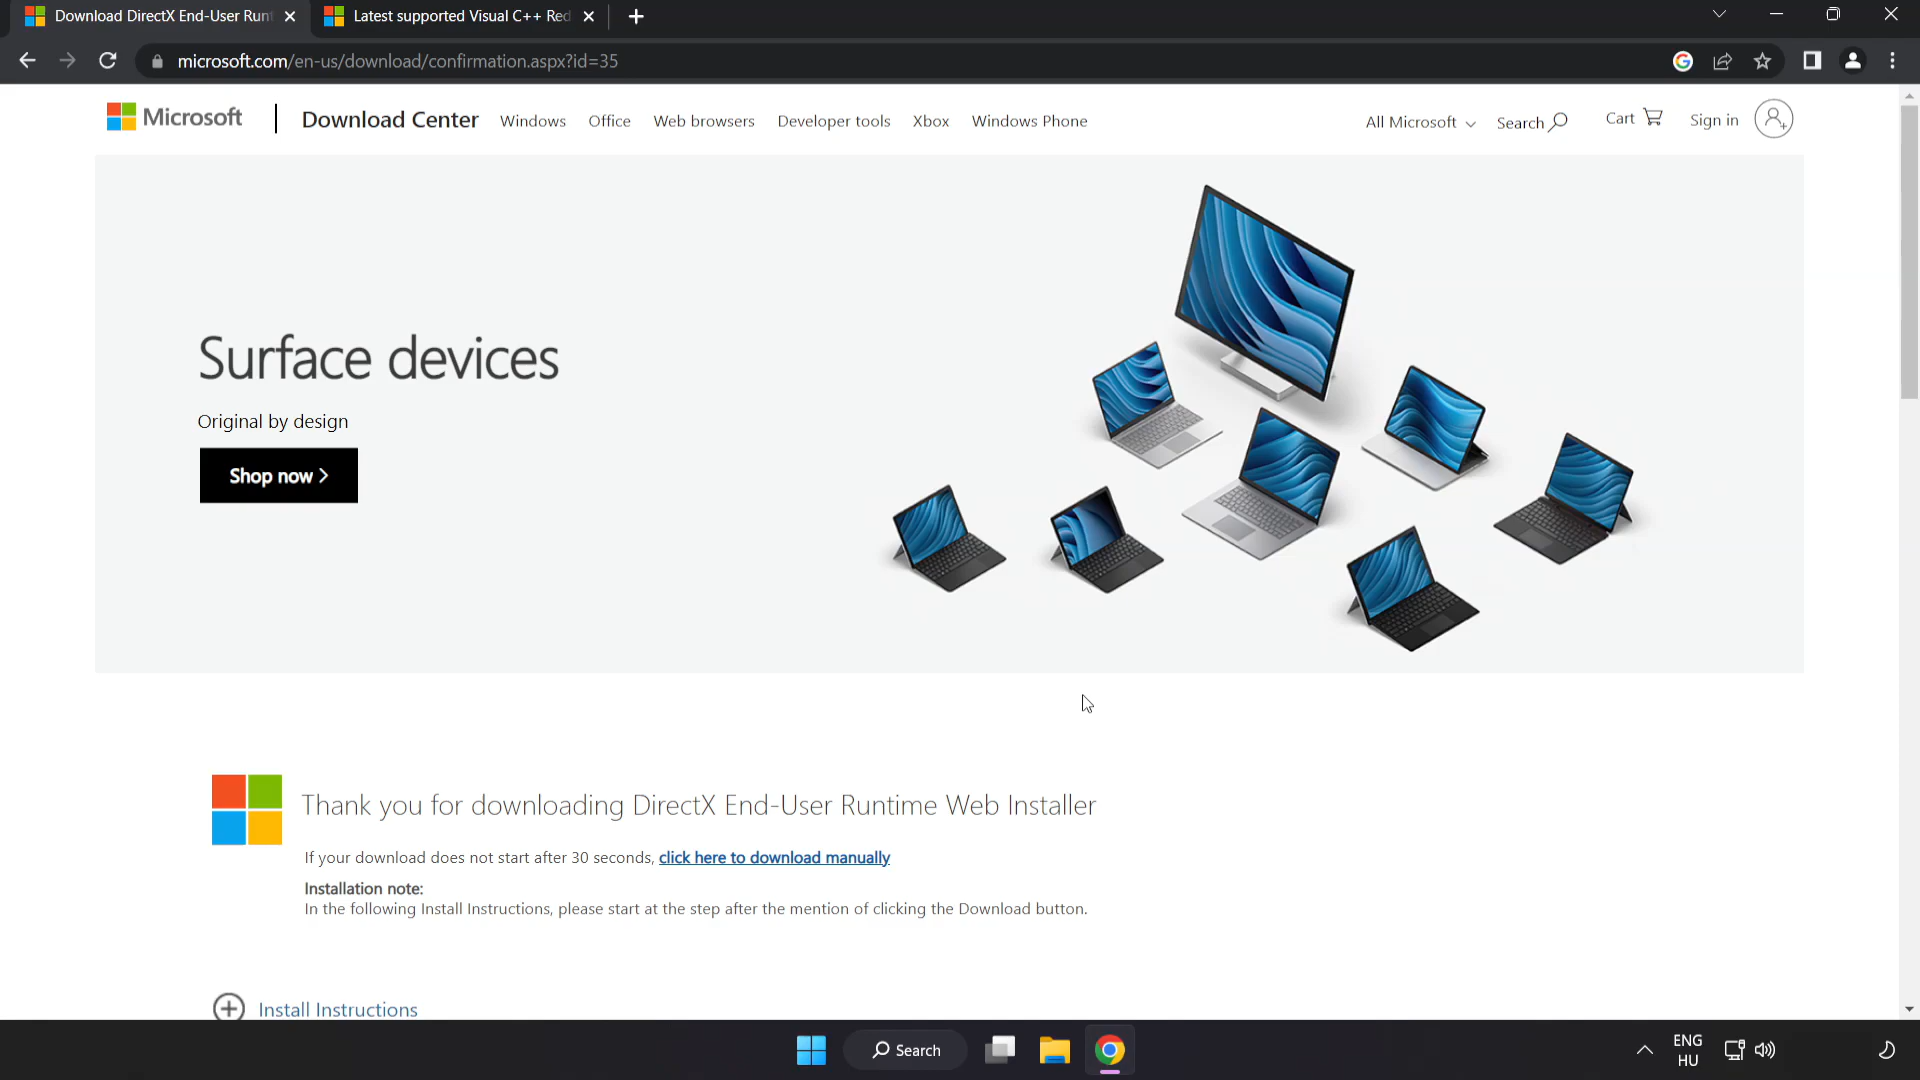 Download DirectX End-User Runt
Latest supported Visual C++ Red
microsoft.com/en-us/download/confirmation.aspx?id=35
Microsoft
Download Center
Windows
Office
Web browsers
Developer tools
Xbox
Windows Phone
All Microsoft
Search
Cart
Sign in
Surface devices
Original by design
Shop now >
Thank you for downloading DirectX End-User Runtime Web Installer
If your download does not start after 30 seconds, click here to download manually
Installation note:
In the following Install Instructions, please start at the step after the mention of clicking the Download button.
Install Instructions
Search
ENG
HU